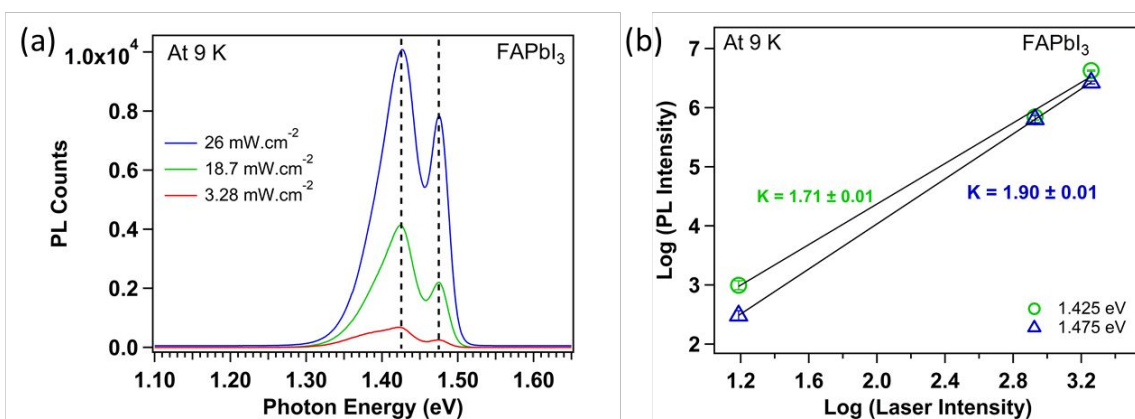 (a)
At 9 K
FAPbI₃
1.0x10⁴
0.8
0.6
0.4
0.2
0.0
PL Counts
26 mW.cm⁻²
18.7 mW.cm⁻²
3.28 mW.cm⁻²
1.10
1.20
1.30
1.40
1.50
1.60
Photon Energy (eV)
(b)
At 9 K
FAPbI₃
7
6
5
4
3
2
Log (PL Intensity)
K = 1.71 ± 0.01
K = 1.90 ± 0.01
1.425 eV
1.475 eV
1.2
1.6
2.0
2.4
2.8
3.2
Log (Laser Intensity)